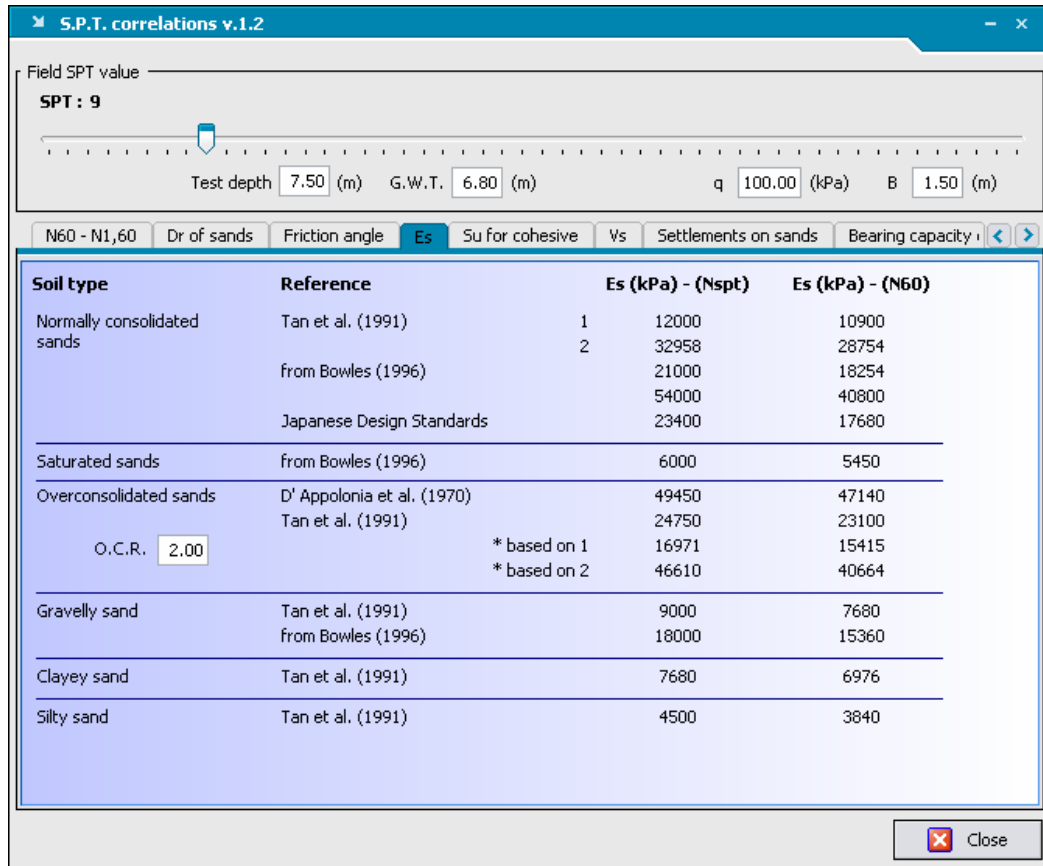 S.P.T. correlations v.1.2
Field SPT value
SPT : 9
Test depth 7.50 (m) G.W.T. 6.80 (m) q 100.00 (kPa) B 1.50 (m)
N60 - N1,60 Dr of sands Friction angle Es Su for cohesive Vs Settlements on sands Bearing capacity
Soil type Reference Es (kPa) - (Nspt) Es (kPa) - (N60)
Normally consolidated Tan et al. (1991) 1 12000 10900
sands 2 32958 28754
from Bowles (1996) 21000 18254
54000 40800
Japanese Design Standards 23400 17680
Saturated sands from Bowles (1996) 6000 5450
Overconsolidated sands D' Appolonia et al. (1970) 49450 47140
Tan et al. (1991) 24750 23100
O.C.R. 2.00 * based on 1 16971 15415
* based on 2 46610 40664
Gravelly sand Tan et al. (1991) 9000 7680
from Bowles (1996) 18000 15360
Clayey sand Tan et al. (1991) 7680 6976
Silty sand Tan et al. (1991) 4500 3840
Close